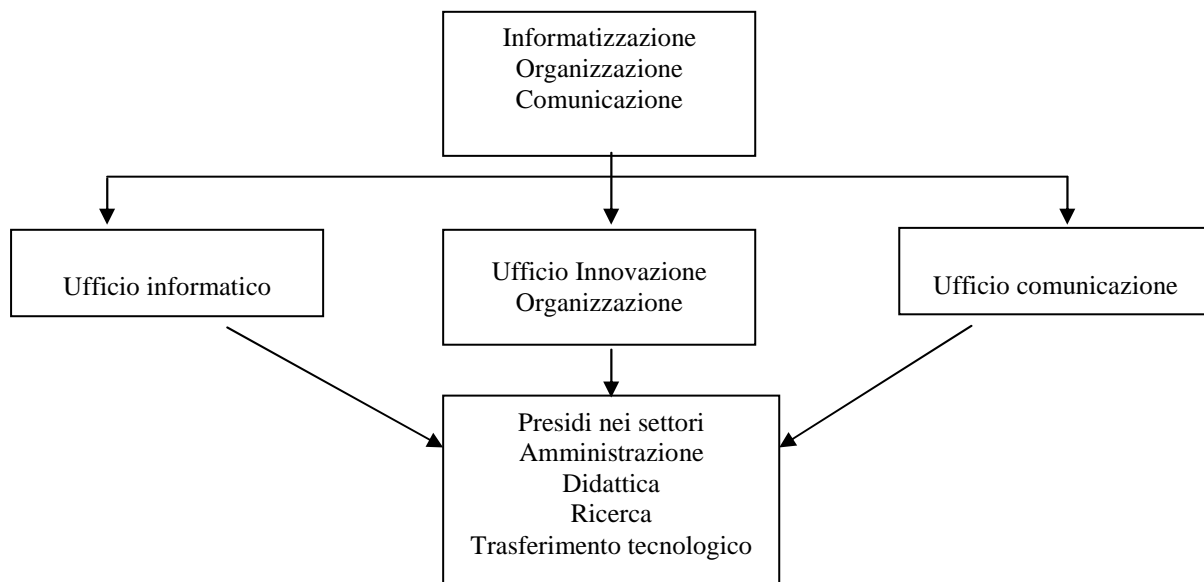 Informatizzazione
Organizzazione
Comunicazione
Ufficio informatico
Ufficio Innovazione
Organizzazione
Ufficio comunicazione
Presidi nei settori
Amministrazione
Didattica
Ricerca
Trasferimento tecnologico